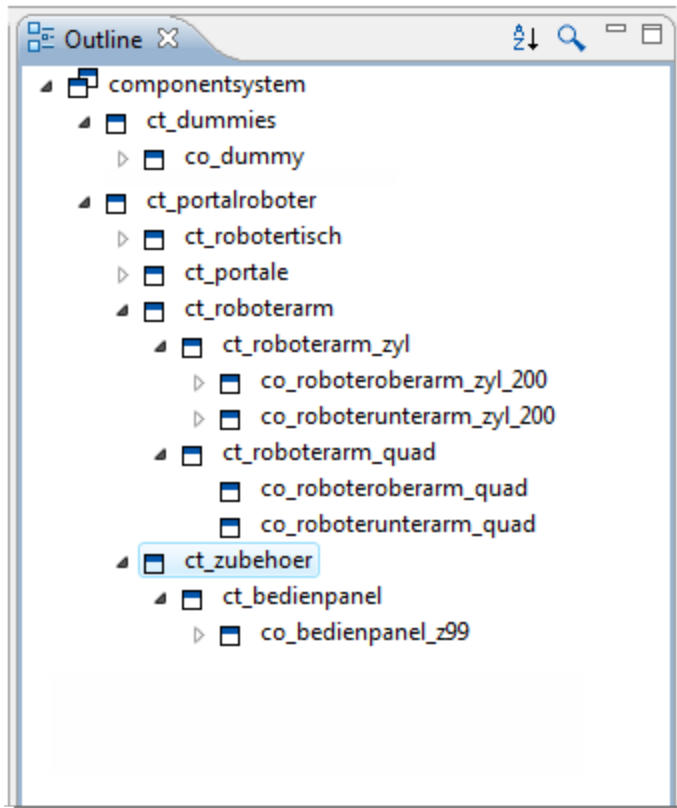 Outline
componentsystem
ct_dummies
co_dummy
ct_portalroboter
ct_robotertisch
ct_portale
ct_roboterarm
ct_roboterarm_zyl
co_roboteroberarm_zyl_200
co_roboterunterarm_zyl_200
ct_roboterarm_quad
co_roboteroberarm_quad
co_roboterunterarm_quad
ct_zubehoer
ct_bedienpanel
co_bedienpanel_z99